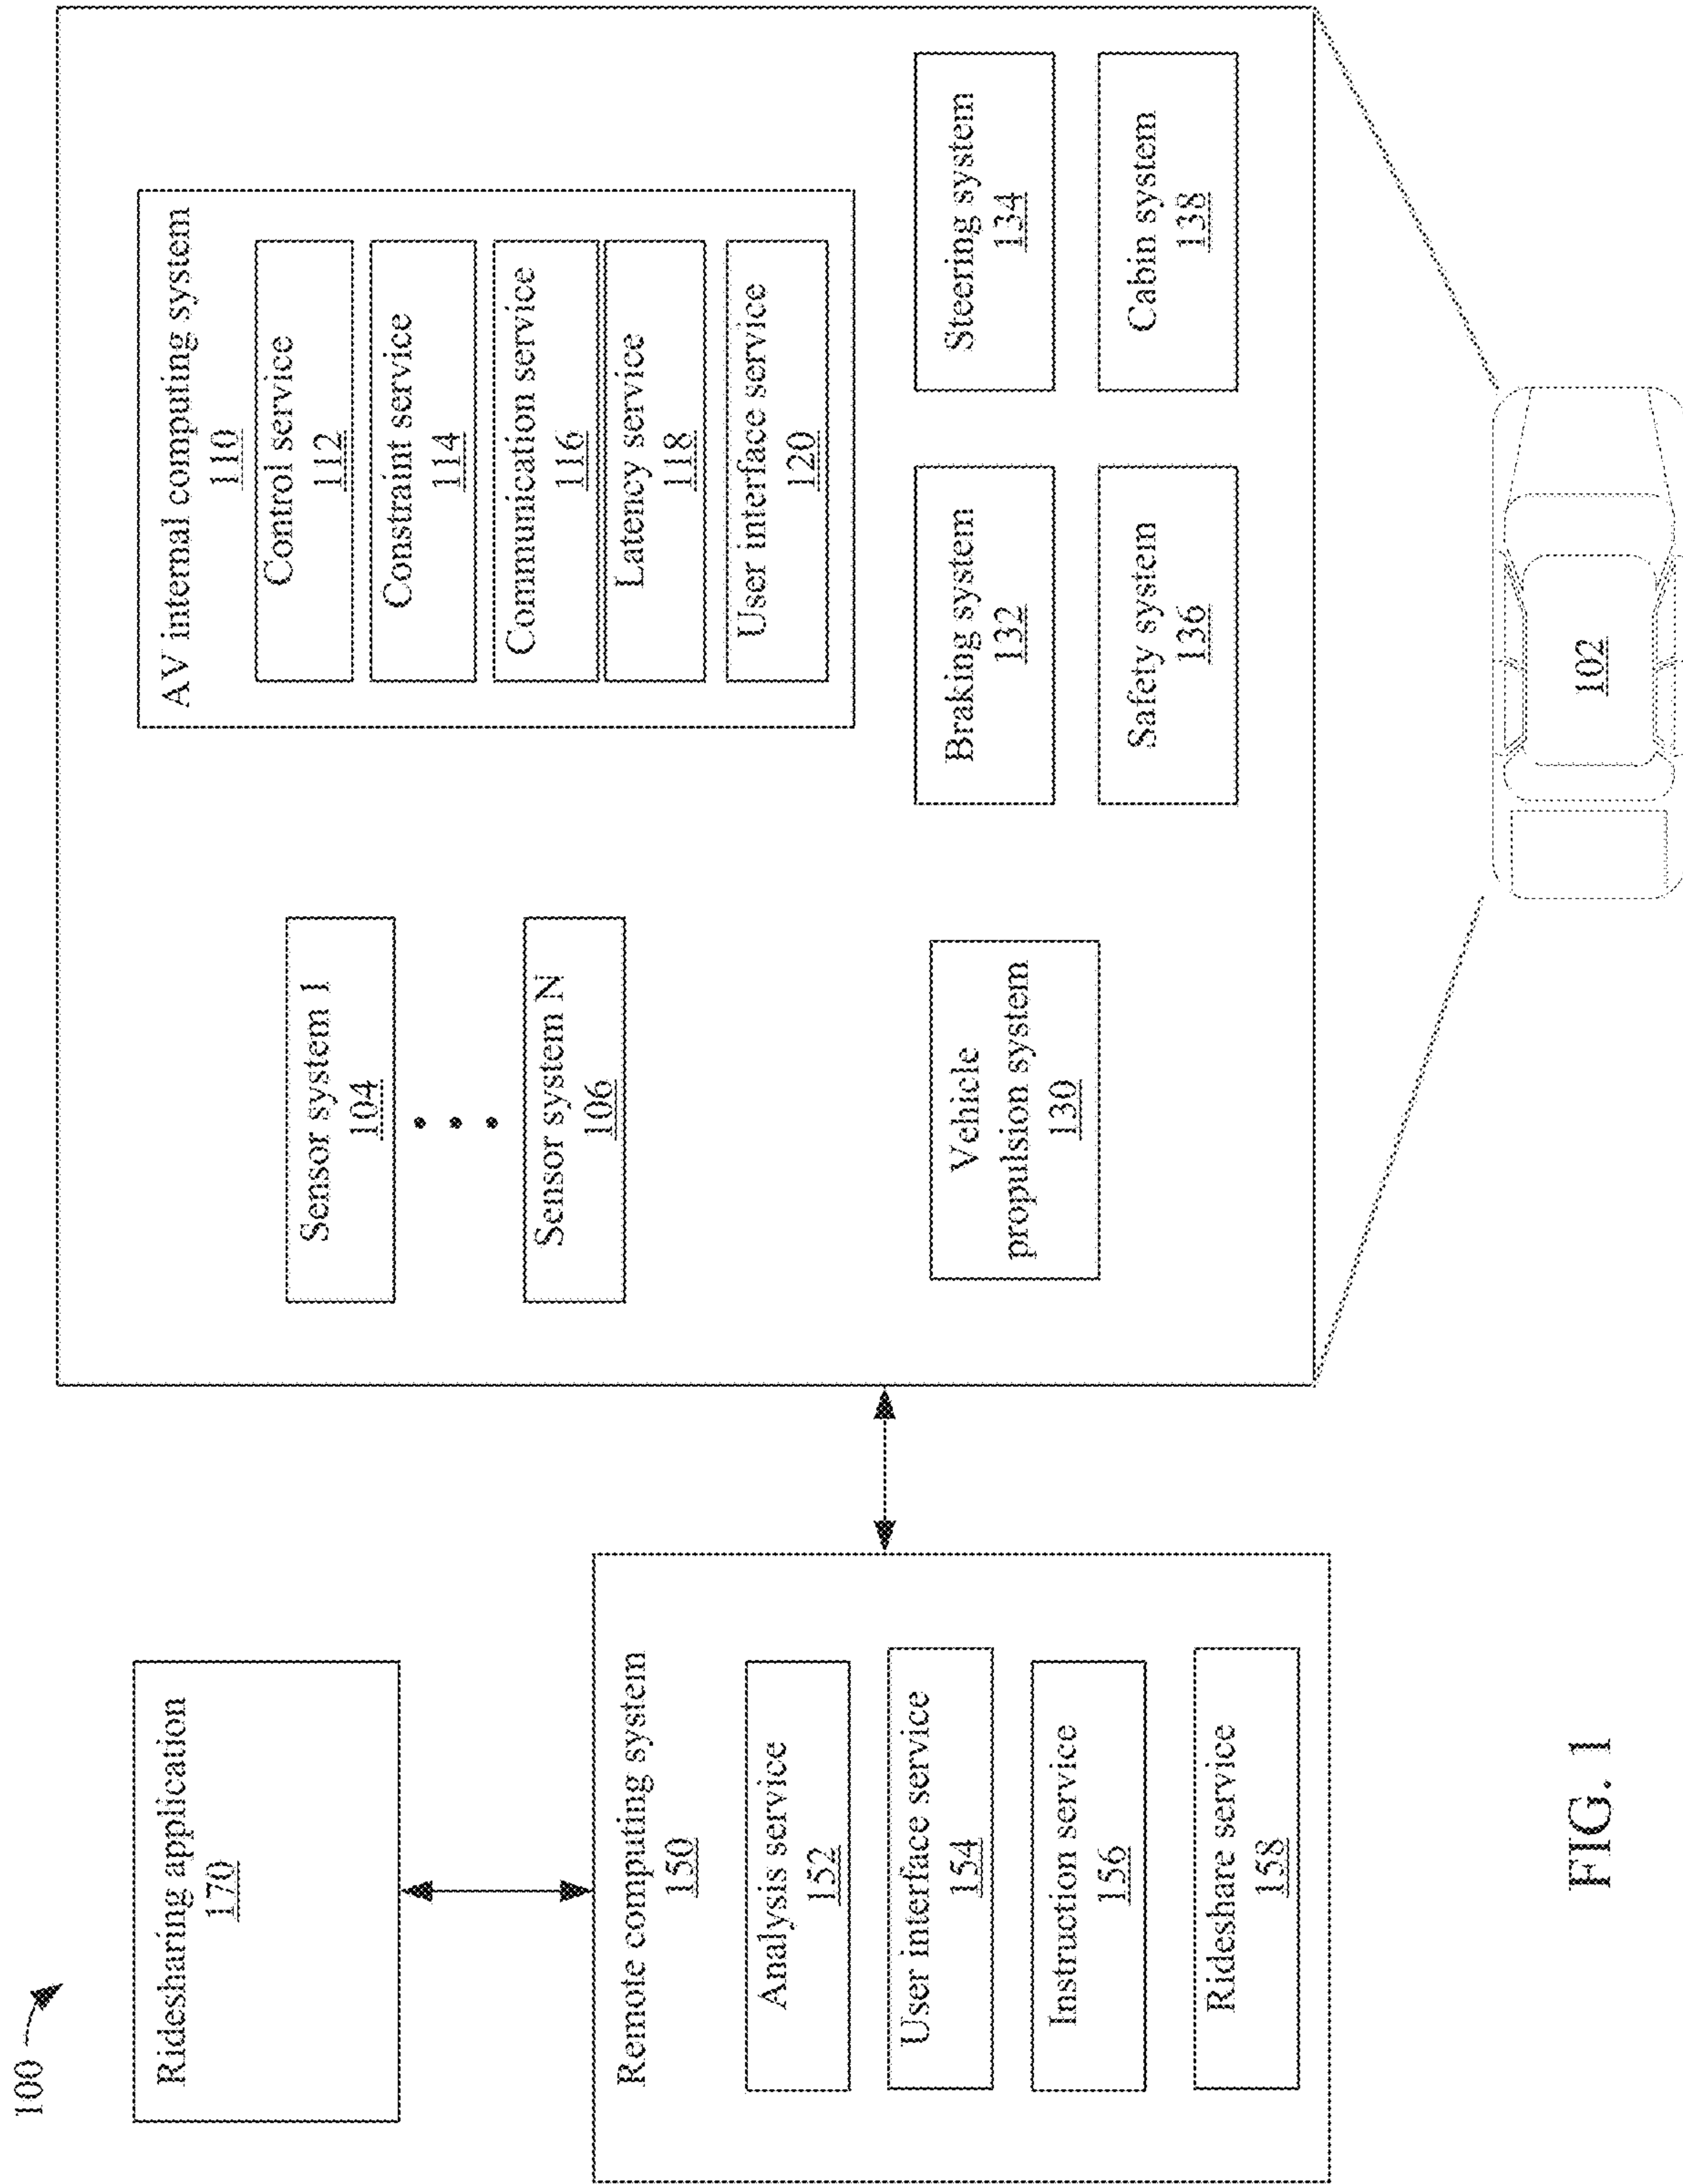 100
Ridesharing application
170
Remote computing system
150
Analysis service
152
User interface service
154
Instruction service
156
Rideshare service
158
Sensor system 1
104
Sensor system N
106
Vehicle
propulsion system
130
AV internal computing system
110
Control service
112
Constraint service
114
Communication service
116
Latency service
118
User interface service
120
Braking system
132
Steering system
134
Safety system
136
Cabin system
138
102
FIG. 1